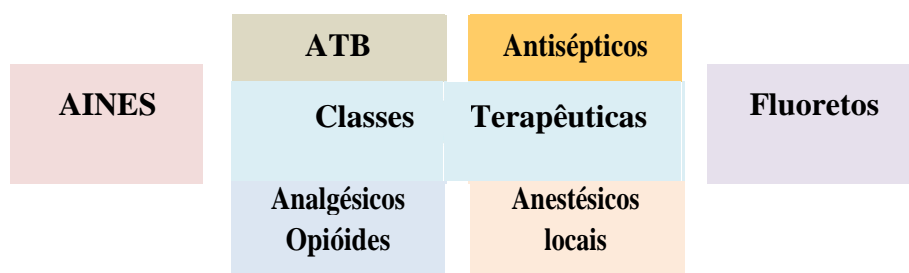 ATB
Antisépticos
AINES
Classes Terapêuticas
Fluoretos
Analgésicos
Opióides
Anestésicos
locais